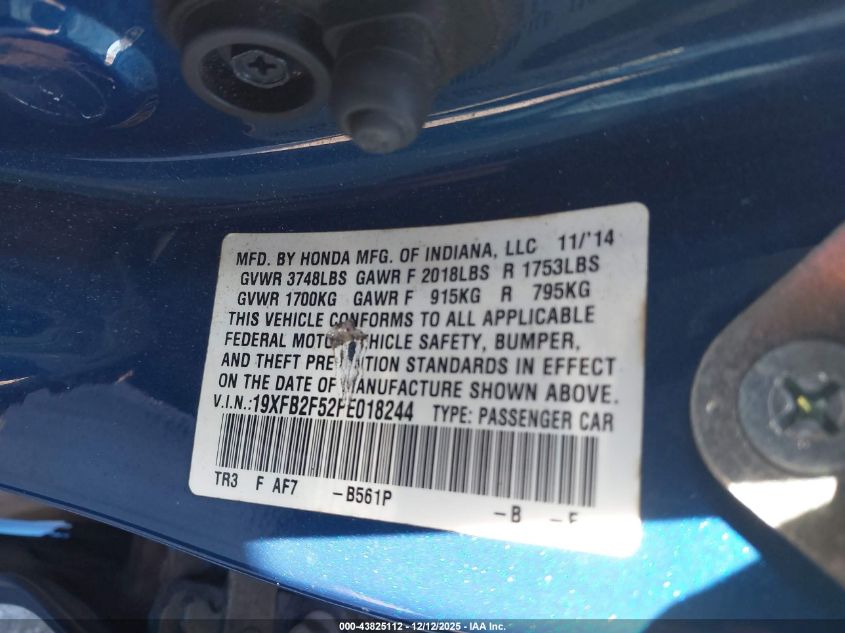 MFD. BY HONDA MFG. OF INDIANA, LLC 11/'14
GVWR 3748LBS GAWR F 2018LBS R 1753LBS
GVWR 1700KG GAWR F 915KG R 795KG
THIS VEHICLE CONFORMS TO ALL APPLICABLE
FEDERAL MOTOR VEHICLE SAFETY, BUMPER,
AND THEFT PREVENTION STANDARDS IN EFFECT
ON THE DATE OF MANUFACTURE SHOWN ABOVE.
V.I.N.:19XFB2F52FE018244 TYPE: PASSENGER CAR
TR3 F AF7 -B561P
-B -E
000-43825112 - 12/12/2025 - IAA Inc.